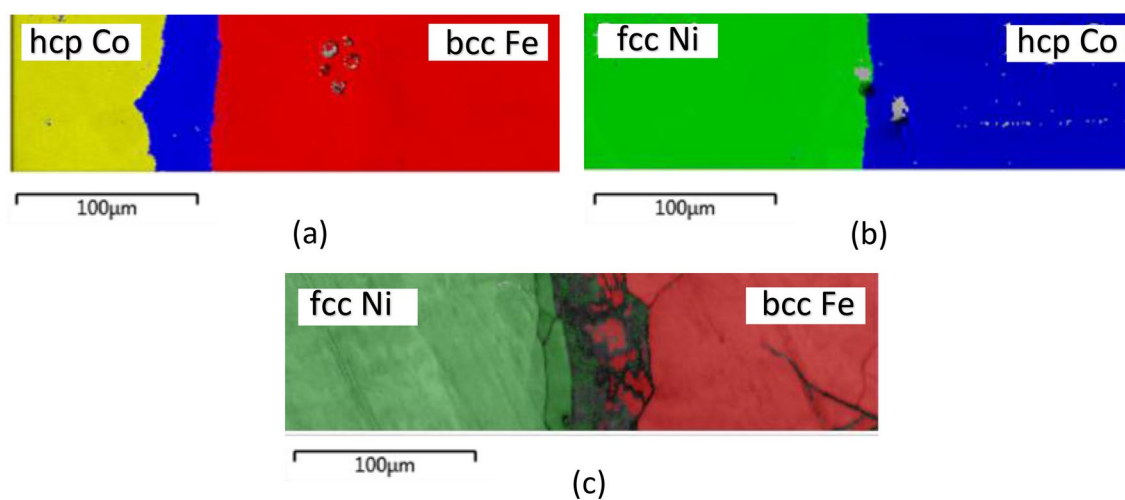 hcp Co
bcc Fe
100µm
(a)
fcc Ni
hcp Co
100µm
(b)
fcc Ni
bcc Fe
100µm
(c)